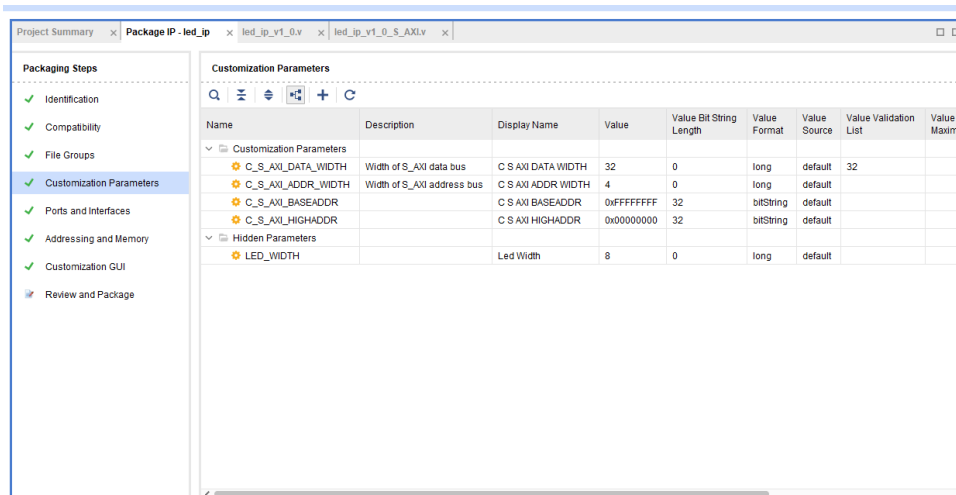 Project Summary × Package IP - led_ip × led_ip_v1_0.v × led_ip_v1_0_S_AXI.v ×
Packaging Steps
Identification
Compatibility
File Groups
Customization Parameters
Ports and Interfaces
Addressing and Memory
Customization GUI
Review and Package
Customization Parameters
Name Description Display Name Value Value Bit String Length Value Format Value Source Value Validation List Value Maxim
Customization Parameters
C_S_AXI_DATA_WIDTH Width of S_AXI data bus C S AXI DATA WIDTH 32 0 long default 32
C_S_AXI_ADDR_WIDTH Width of S_AXI address bus C S AXI ADDR WIDTH 4 0 long default
C_S_AXI_BASEADDR C S AXI BASEADDR 0xFFFFFFFF 32 bitString default
C_S_AXI_HIGHADDR C S AXI HIGHADDR 0x00000000 32 bitString default
Hidden Parameters
LED_WIDTH Led Width 8 0 long default